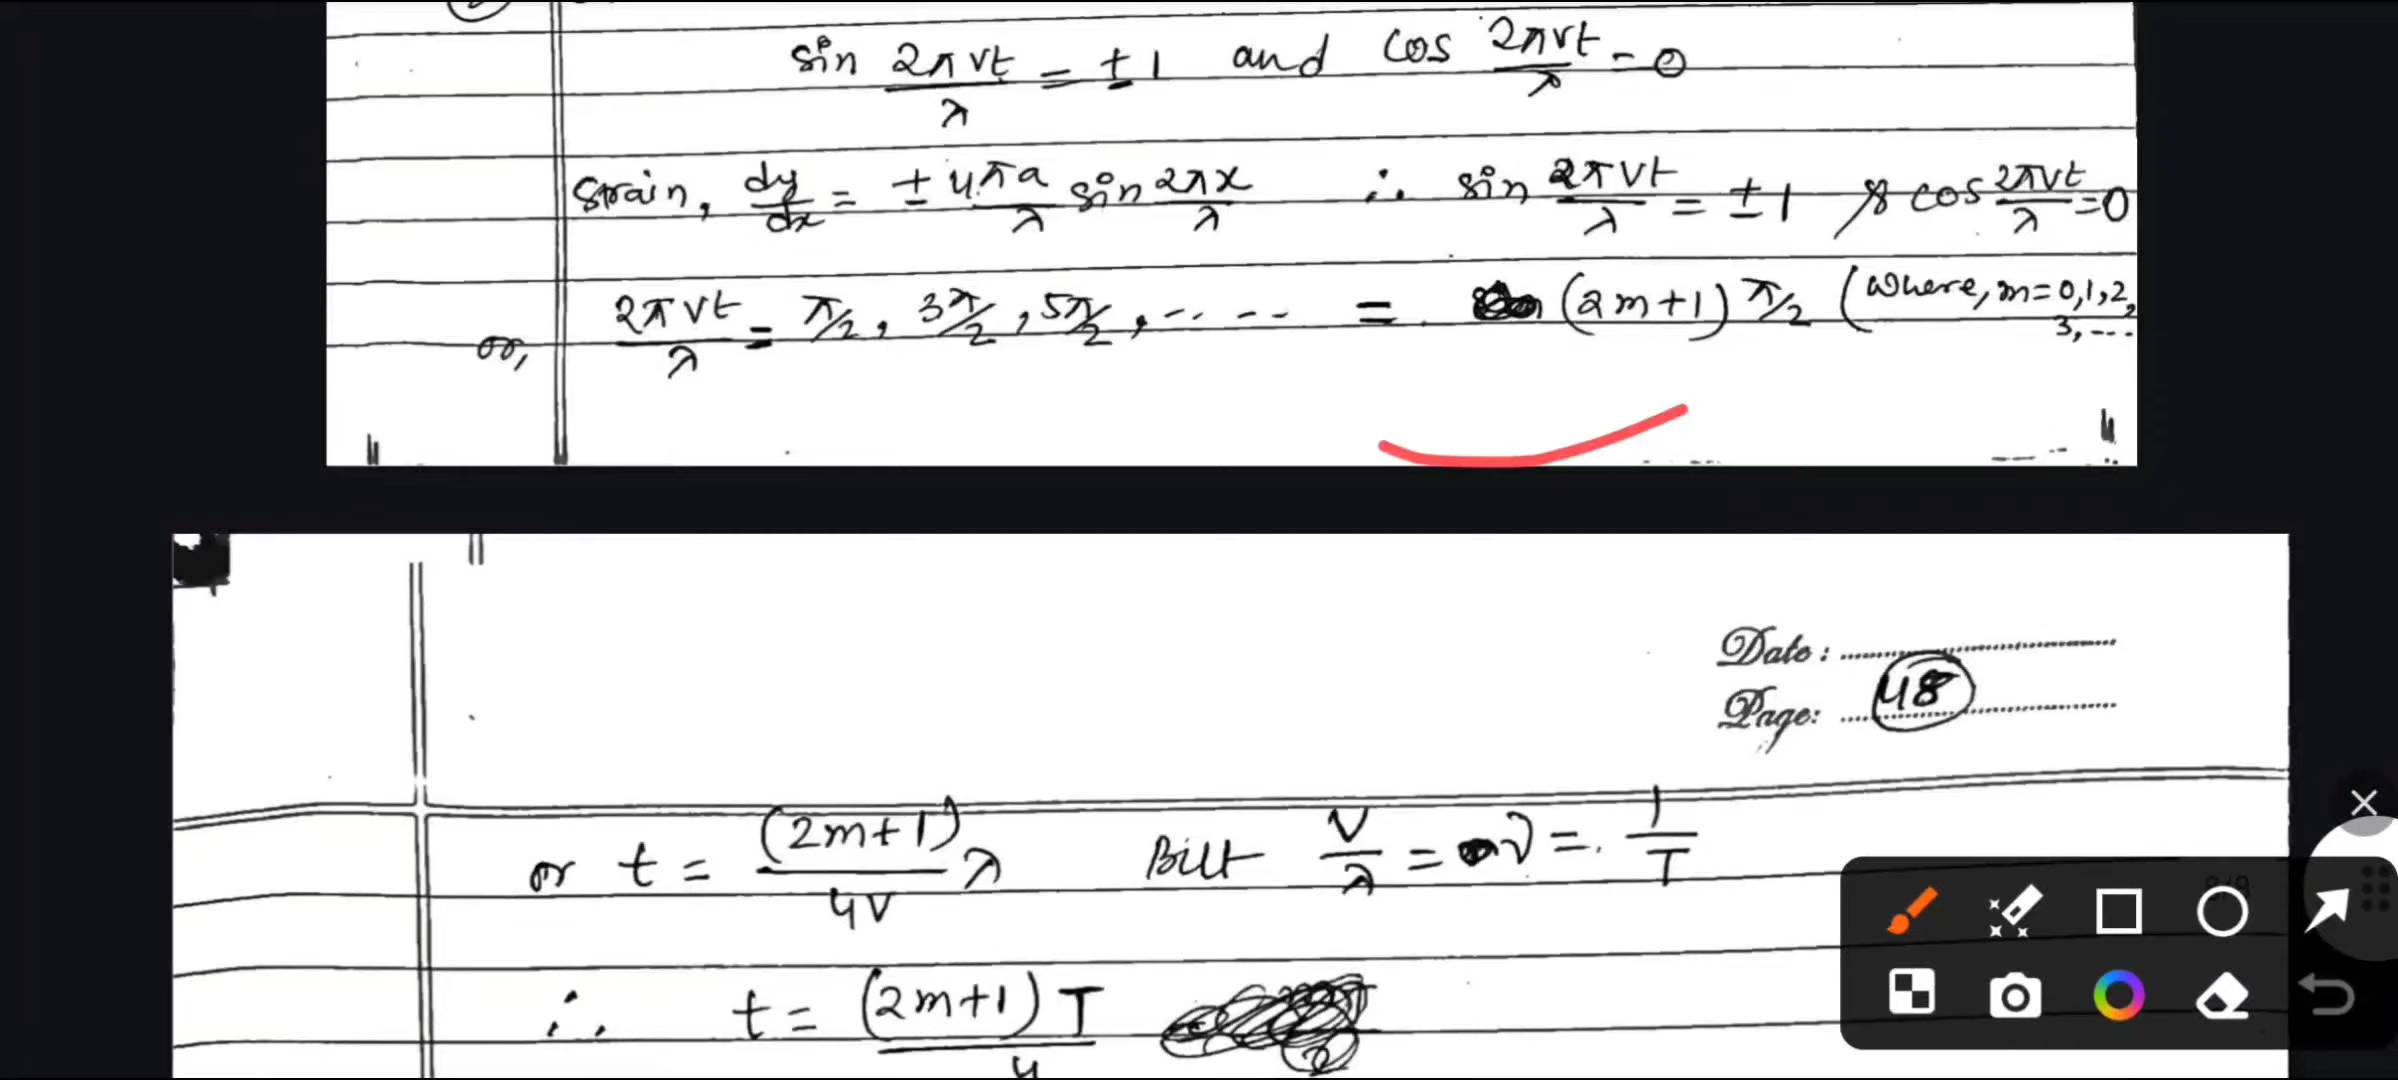 sin 2πvt/λ = ±1 and cos 2πvt/λ = 0
Strain, dy/dx = ± 4πa/λ sin 2πx/λ ∴ sin 2πvt/λ = ±1 & cos 2πvt/λ = 0
or, 2πvt/λ = π/2, 3π/2, 5π/2, ..... = (2m+1) π/2 (where, m=0,1,2,
3, ...
Date :
Page: 48
or t = (2m+1)/4v λ But v/λ = ν = 1/T
∴ t = (2m+1) T/4